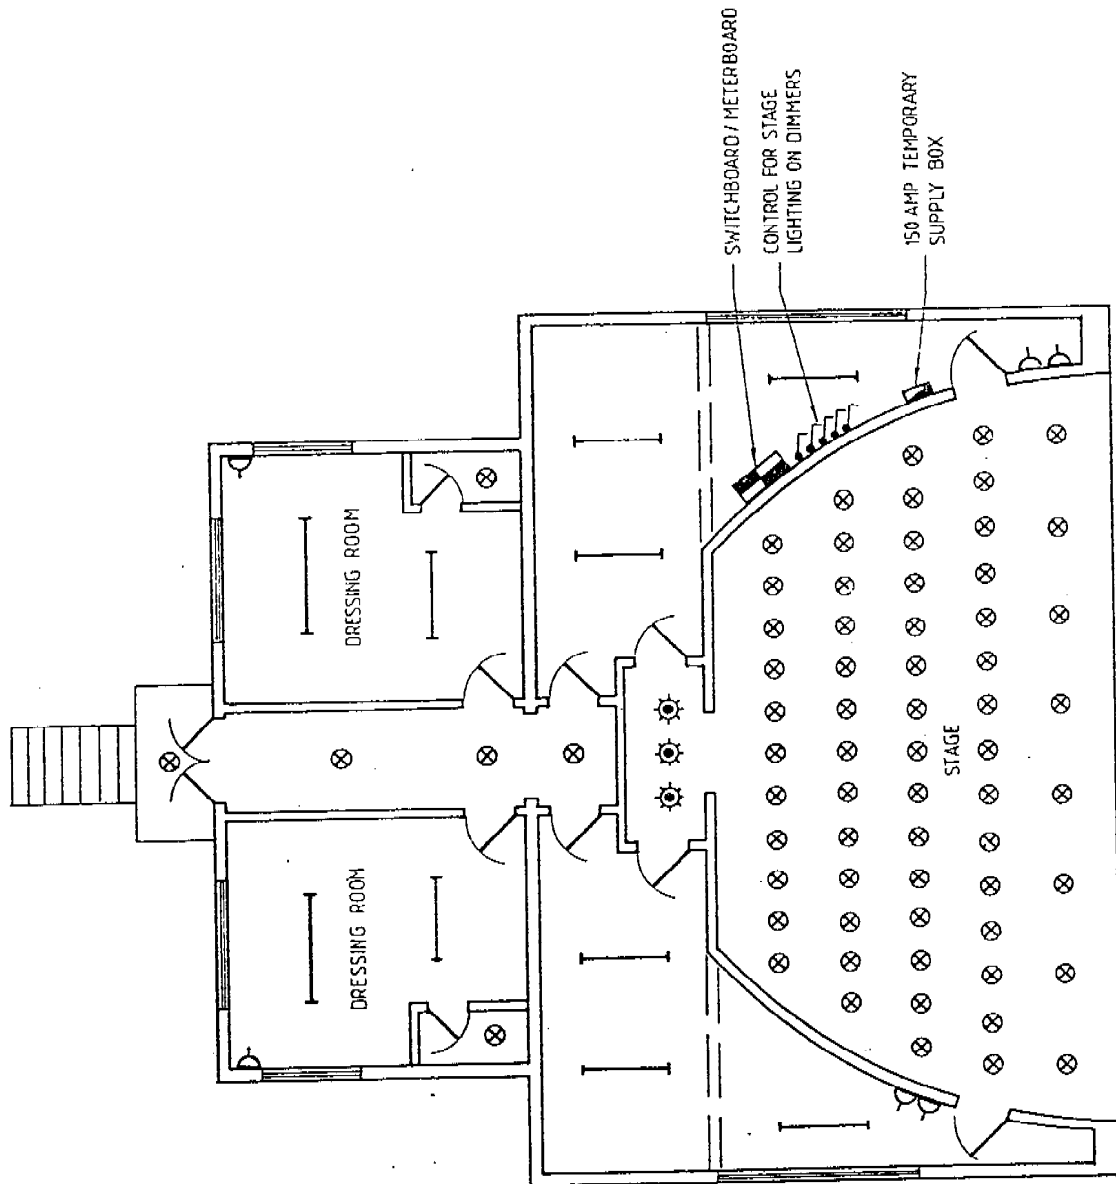 DRESSING ROOM
DRESSING ROOM
STAGE
SWITCHBOARD / METERBOARD
CONTROL FOR STAGE
LIGHTING ON DIMMERS
150 AMP TEMPORARY
SUPPLY BOX